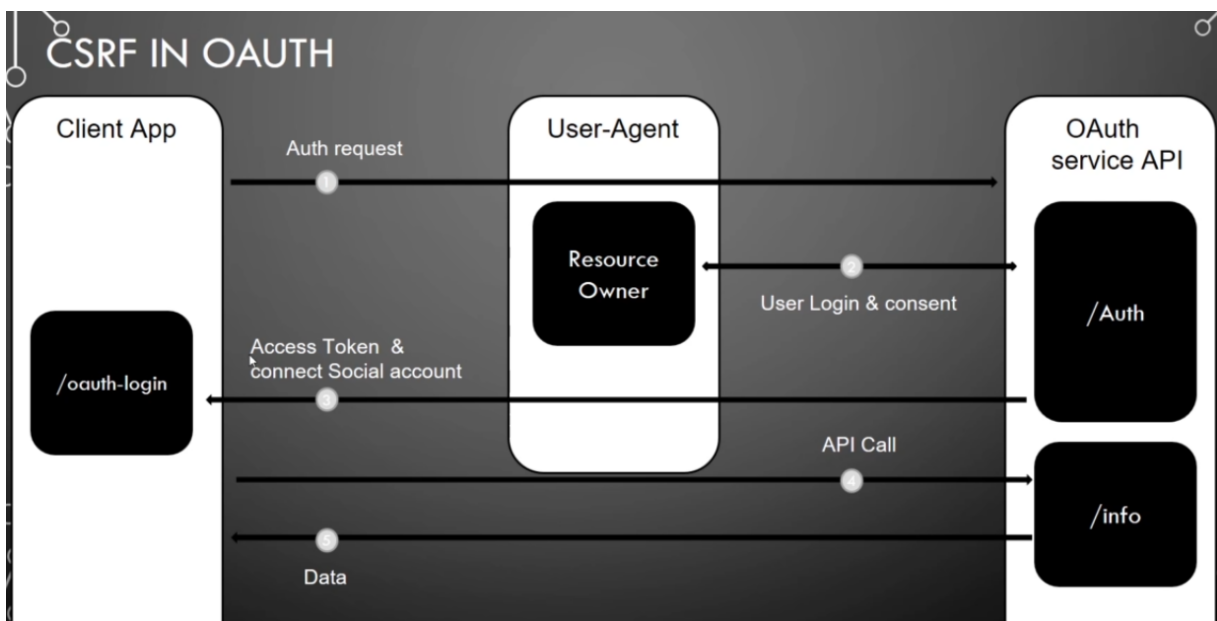 CSRF IN OAUTH
Client App
User-Agent
OAuth
service API
Auth request
1
Resource
Owner
2
User Login & consent
/Auth
Access Token &
connect Social account
/oauth-login
3
API Call
4
/info
5
Data